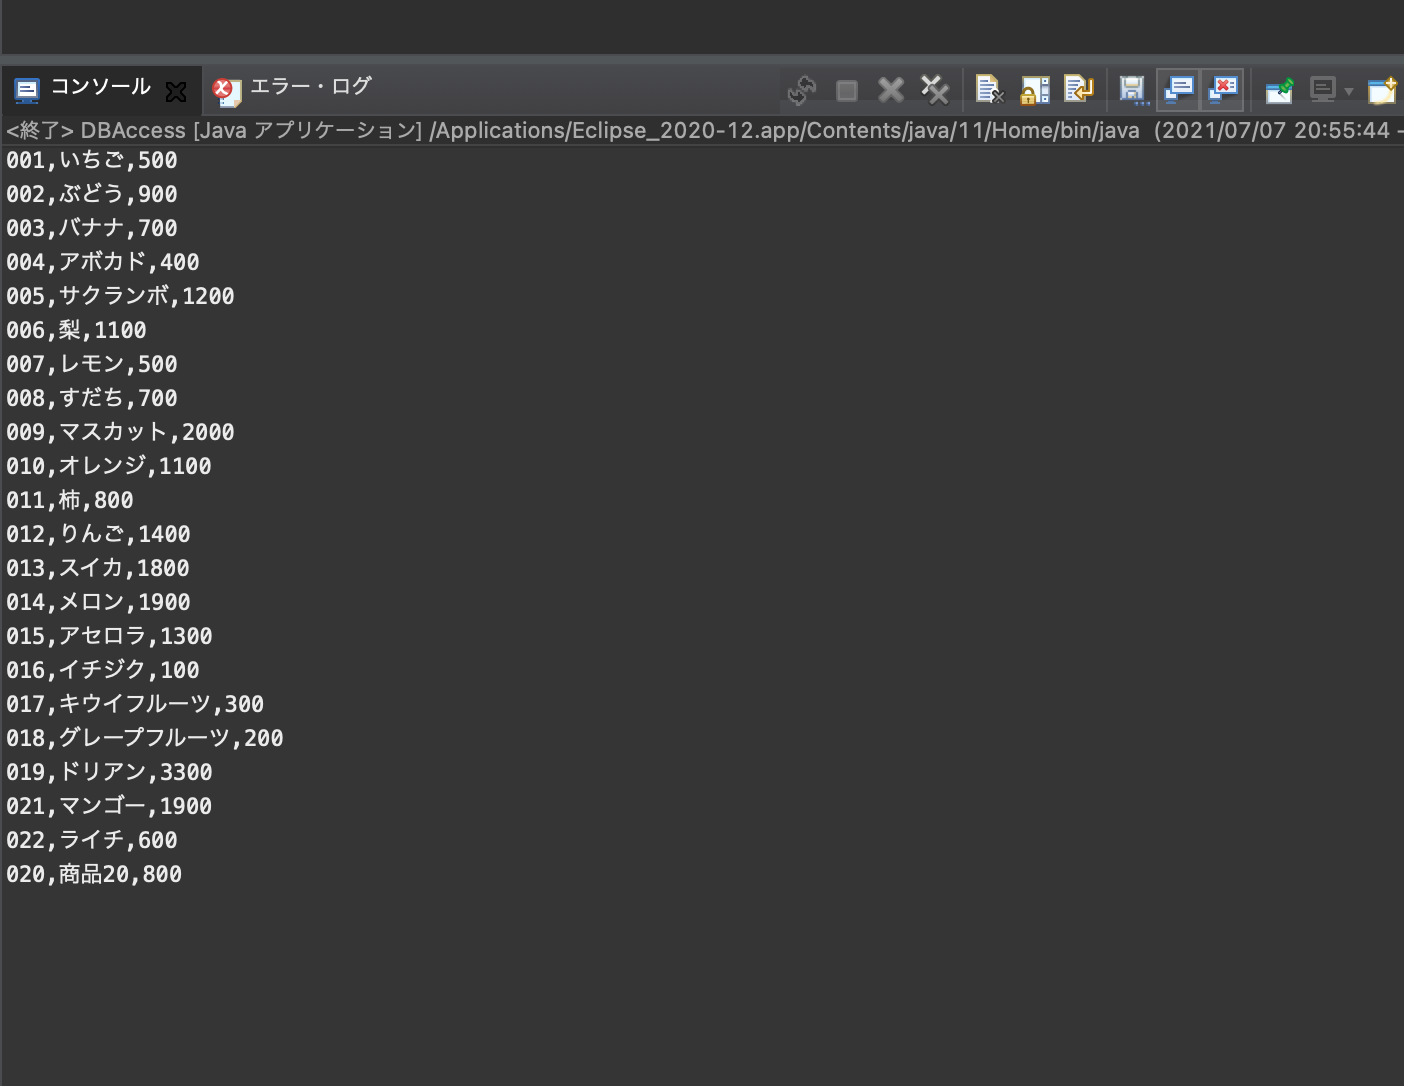 コンソール エラー・ログ
<終了> DBAccess [Java アプリケーション] /Applications/Eclipse_2020-12.app/Contents/java/11/Home/bin/java (2021/07/07 20:55:44 -
001,いちご,500
002,ぶどう,900
003,バナナ,700
004,アボカド,400
005,サクランボ,1200
006,梨,1100
007,レモン,500
008,すだち,700
009,マスカット,2000
010,オレンジ,1100
011,柿,800
012,りんご,1400
013,スイカ,1800
014,メロン,1900
015,アセロラ,1300
016,イチジク,100
017,キウイフルーツ,300
018,グレープフルーツ,200
019,ドリアン,3300
021,マンゴー,1900
022,ライチ,600
020,商品20,800